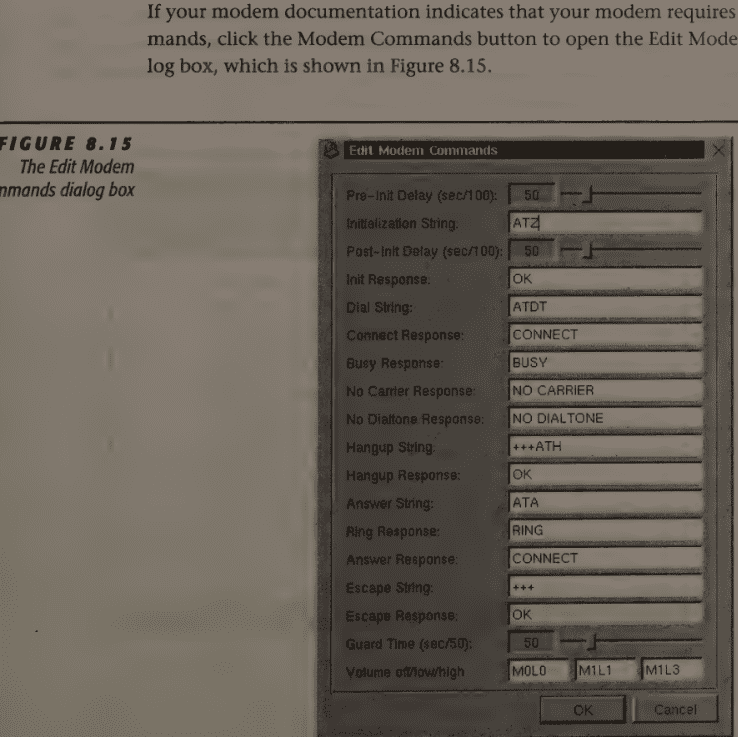 If your modem documentation indicates that your modem requires
mands, click the Modem Commands button to open the Edit Mode
log box, which is shown in Figure 8.15.
FIGURE 8.15
The Edit Modem
mmands dialog box
Edit Modem Commands
Pre-Init Delay (sec/100): 50
Initialization String: ATZ
Post-Init Delay (sec/100): 50
Init Response: OK
Dial String: ATDT
Connect Response: CONNECT
Busy Response: BUSY
No Carrier Response: NO CARRIER
No Dialtone Response: NO DIALTONE
Hangup String: +++ATH
Hangup Response: OK
Answer String: ATA
Ring Response: RING
Answer Response: CONNECT
Escape String: +++
Escape Response: OK
Guard Time (sec/50): 50
Volume off/low/high M0L0 M1L1 M1L3
OK Cancel